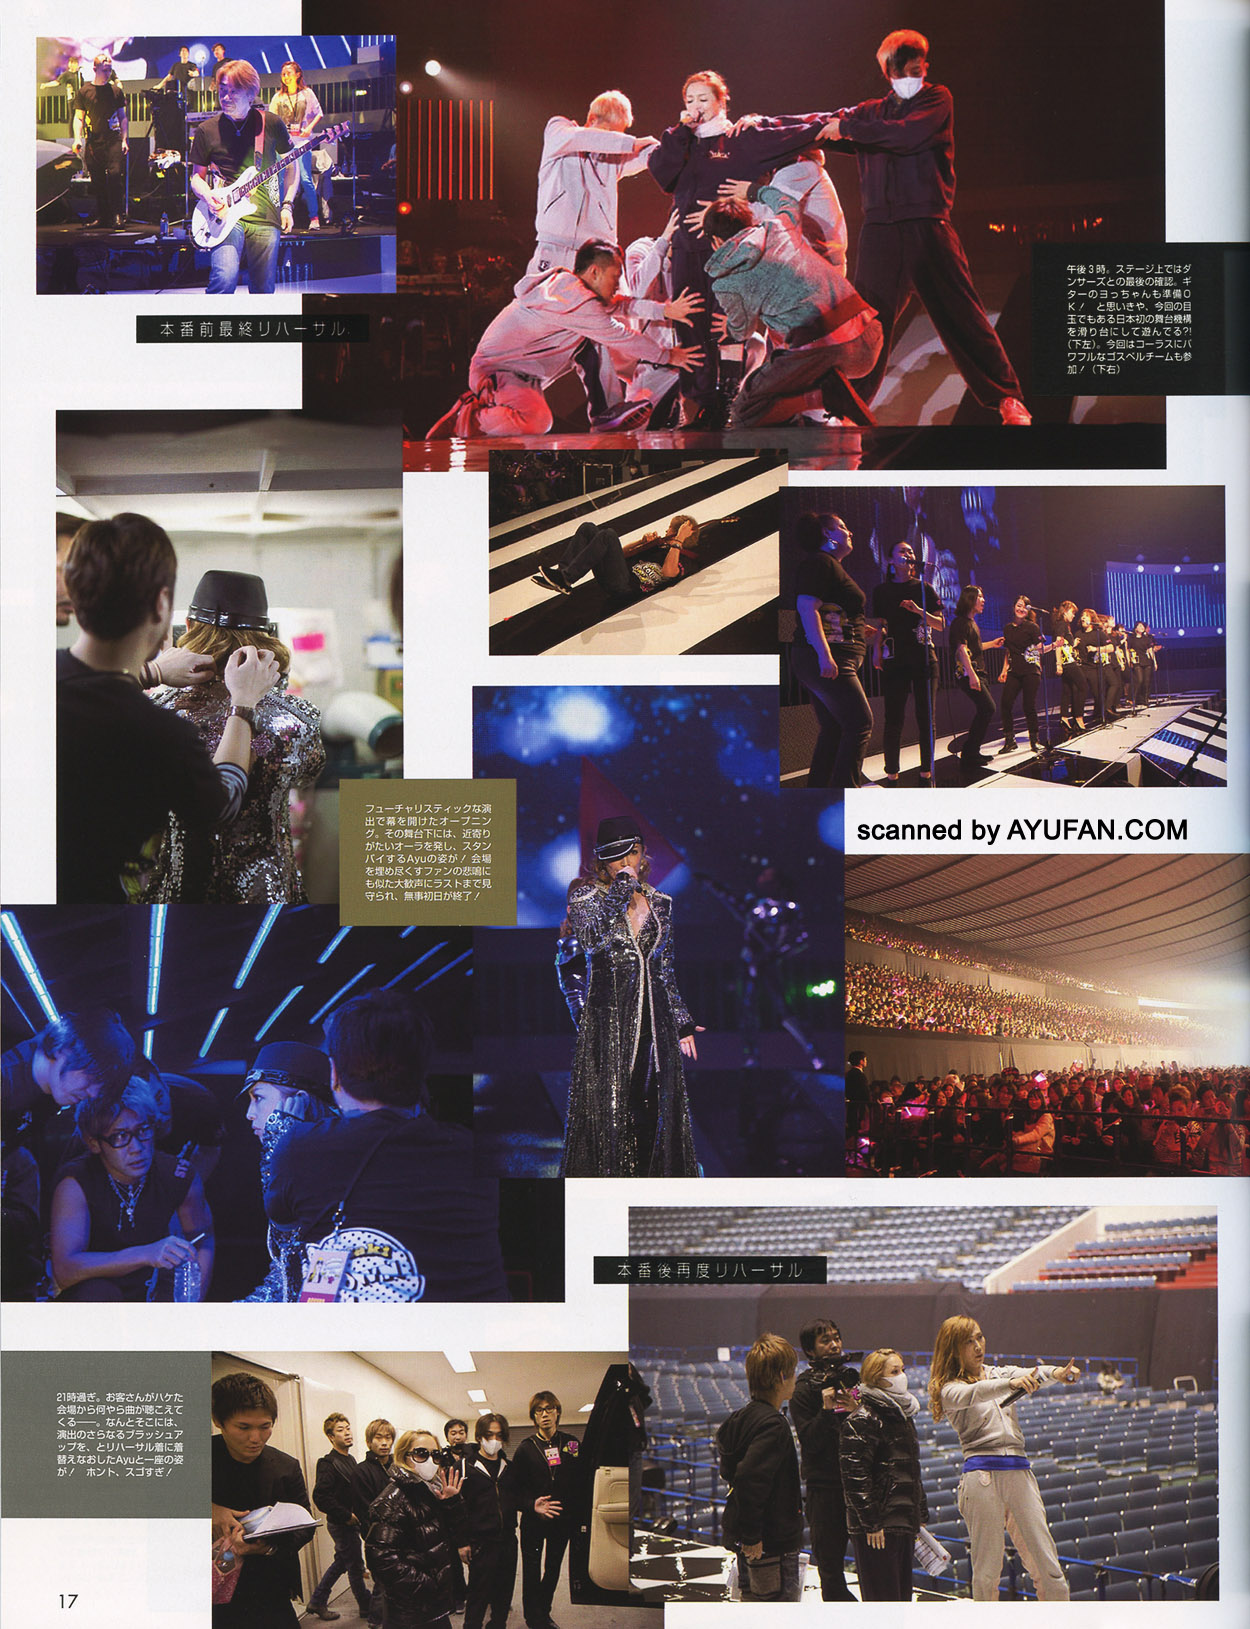 本番前最終リハーサル
午後3時。ステージ上ではダ
ンサーズとの最後の確認。ギ
ターのヨっちゃんも準備O
K!　と思いきや、今回の目
玉でもある日本初の舞台機構
を滑り台にして遊んでる?!
(下左)。今回はコーラスにパ
ワフルなゴスペルチームも参
加!(下右)
フューチャリスティックな演
出で幕を開けたオープニン
グ。その舞台下には、近寄り
がたいオーラを発し、スタン
バイするAyuの姿が! 会場
を埋め尽くすファンの悲鳴に
も似た大歓声にラストまで見
守られ、無事初日が終了!
scanned by AYUFAN.COM
本番後再度リハーサル
21時過ぎ。お客さんがハケた
会場から何やら曲が聴こえて
くる——。なんとそこには、
演出のさらなるブラッシュア
ップを、とリハーサル着に着
替えなおしたAyuと一座の姿
が!　ホント、スゴすぎ!
17